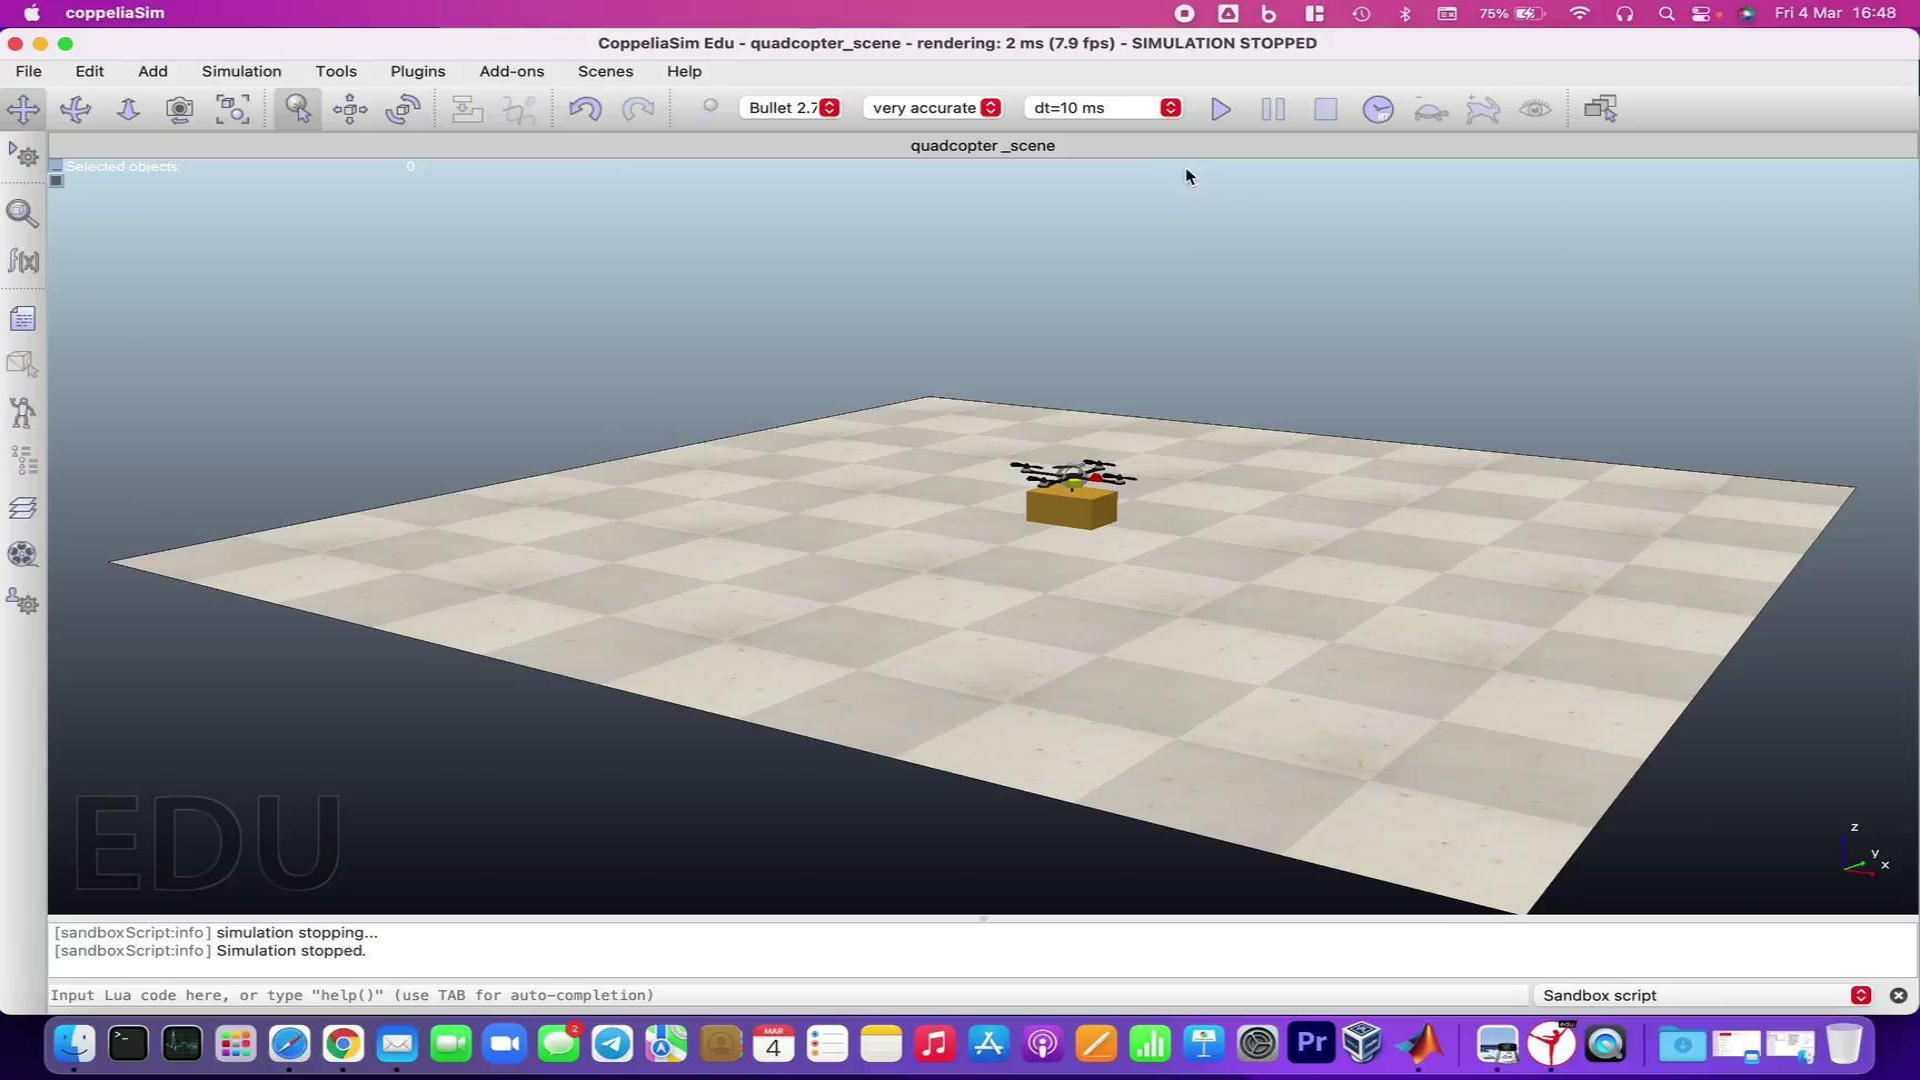 coppeliaSim
75%
Fri 4 Mar 16:48
CoppeliaSim Edu - quadcopter_scene - rendering: 2 ms (7.9 fps) - SIMULATION STOPPED
File Edit Add Simulation Tools Plugins Add-ons Scenes Help
Bullet 2.7 very accurate dt=10 ms
RT
f(x)
quadcopter _scene
Selected objects: 0
EDU
z
y
x
[sandboxScript:info] simulation stopping...
[sandboxScript:info] Simulation stopped.
Input Lua code here, or type "help()" (use TAB for auto-completion)
Sandbox script
2
MAR
4
Pr
edu